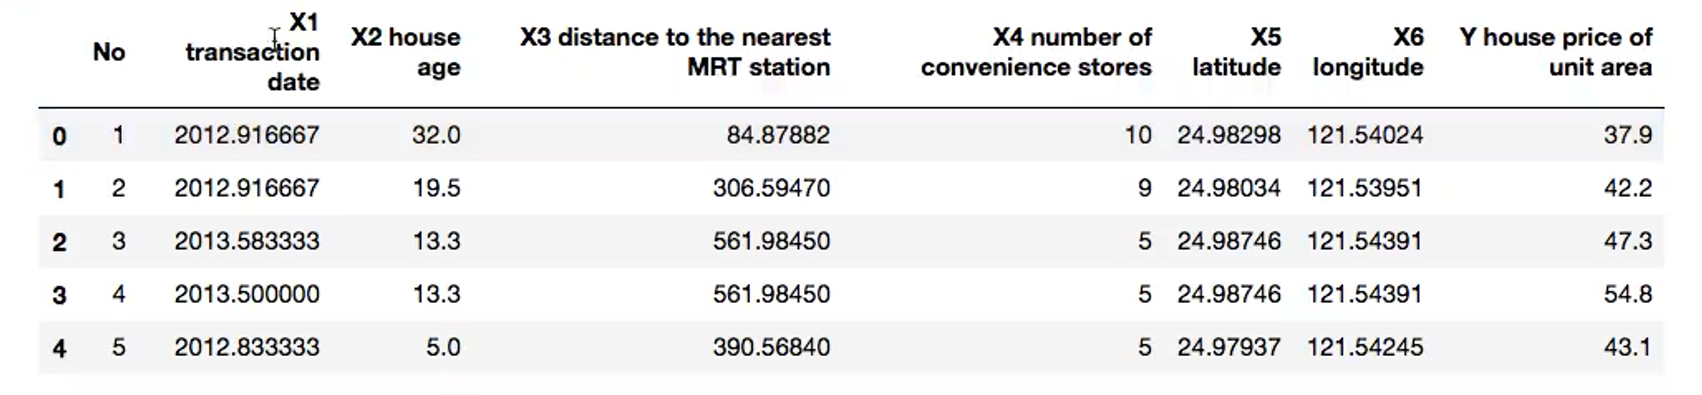 No X1 transaction date X2 house age X3 distance to the nearest MRT station X4 number of convenience stores X5 latitude X6 longitude Y house price of unit area
0 1 2012.916667 32.0 84.87882 10 24.98298 121.54024 37.9
1 2 2012.916667 19.5 306.59470 9 24.98034 121.53951 42.2
2 3 2013.583333 13.3 561.98450 5 24.98746 121.54391 47.3
3 4 2013.500000 13.3 561.98450 5 24.98746 121.54391 54.8
4 5 2012.833333 5.0 390.56840 5 24.97937 121.54245 43.1